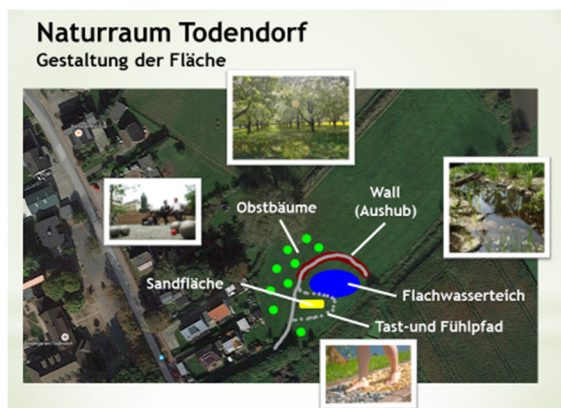 Naturraum Todendorf
Gestaltung der Fläche
Wall
(Aushub)
Obstbäume
Sandfläche
Flachwasserteich
Tast-und Fühlpfad